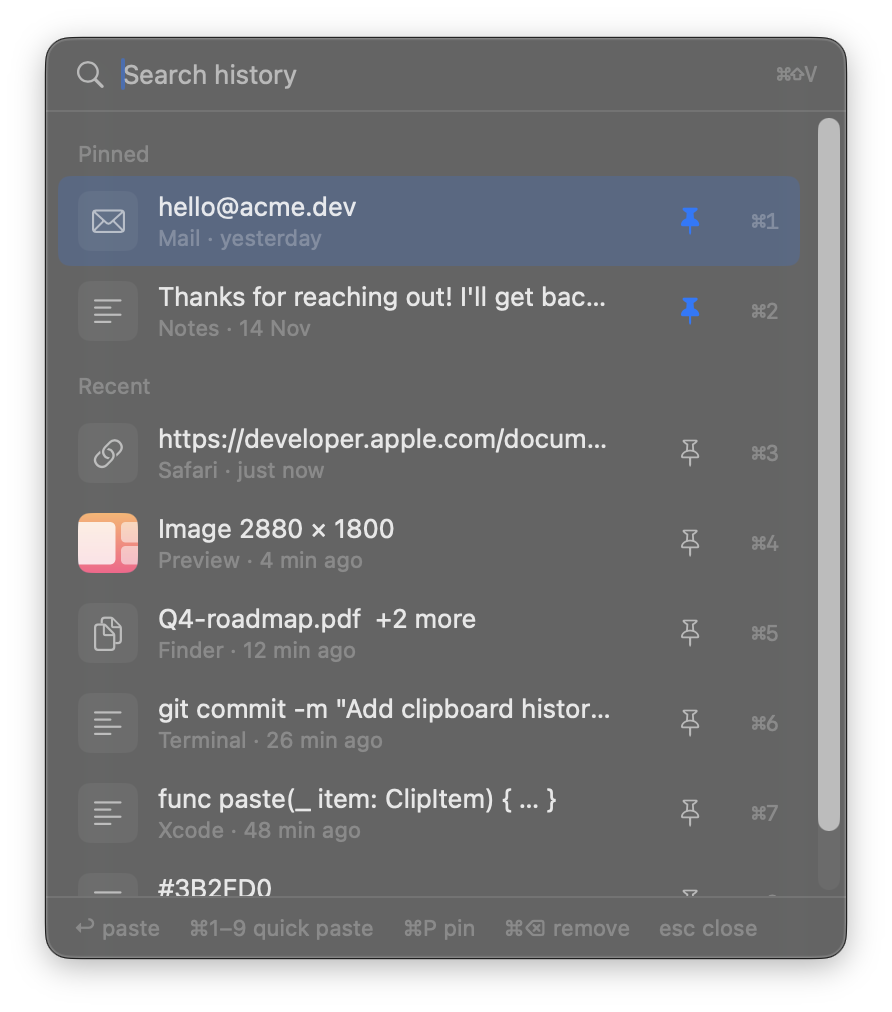 Search history ⌘⇧V
Pinned
hello@acme.dev
Mail · yesterday
⌘1
Thanks for reaching out! I'll get bac...
Notes · 14 Nov
⌘2
Recent
https://developer.apple.com/docum...
Safari · just now
⌘3
Image 2880 × 1800
Preview · 4 min ago
⌘4
Q4-roadmap.pdf +2 more
Finder · 12 min ago
⌘5
git commit -m "Add clipboard histor...
Terminal · 26 min ago
⌘6
func paste(_ item: ClipItem) { ... }
Xcode · 48 min ago
⌘7
#3B2FD0
↩ paste ⌘1–9 quick paste ⌘P pin ⌘⌫ remove esc close